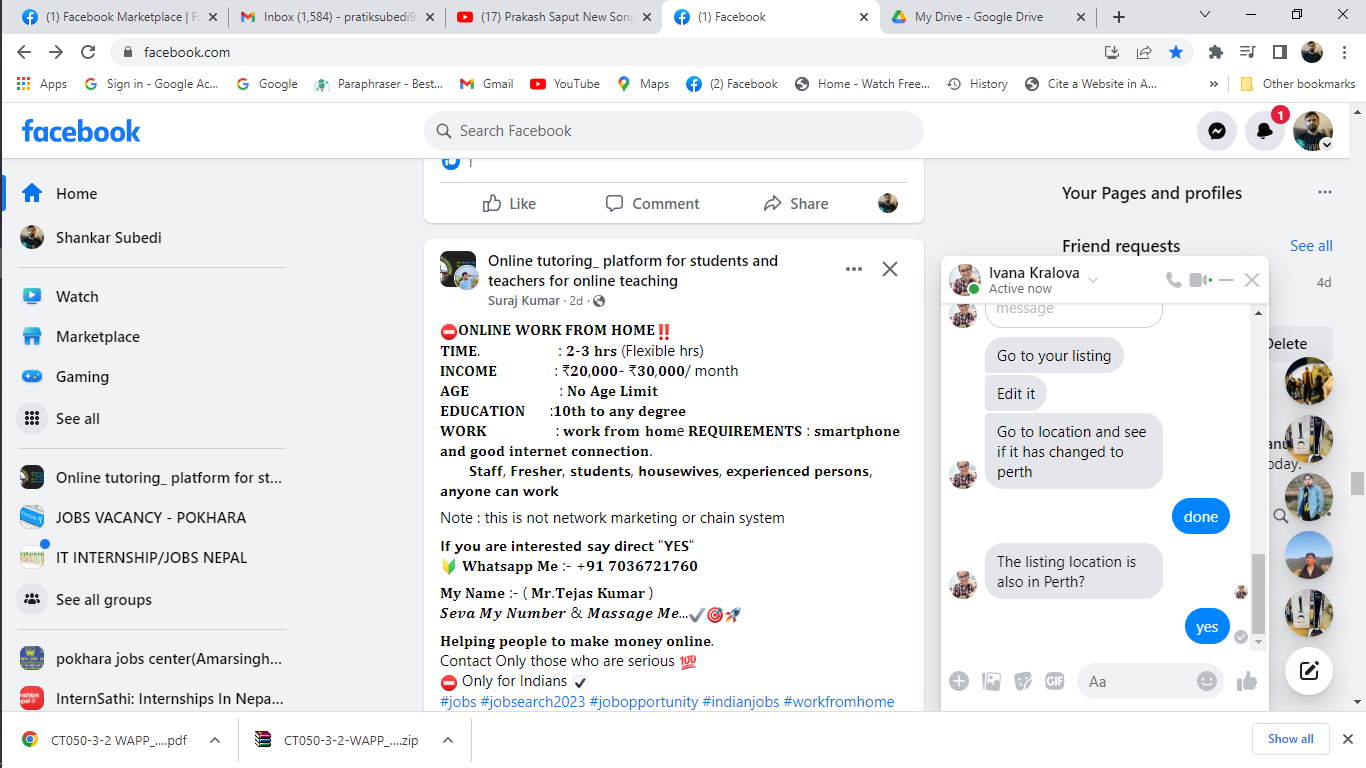 (1) Facebook Marketplace | F
Inbox (1,584) - pratiksubedi9
(17) Prakash Saput New Song
(1) Facebook
My Drive - Google Drive
facebook.com
Apps
Sign in - Google Ac...
Google
Paraphraser - Best...
Gmail
YouTube
Maps
(2) Facebook
Home - Watch Free...
History
Cite a Website in A...
»
Other bookmarks
facebook
Search Facebook
1
Home
Shankar Subedi
Watch
Marketplace
Gaming
See all
Online tutoring_ platform for st...
JOBS VACANCY - POKHARA
IT INTERNSHIP/JOBS NEPAL
See all groups
pokhara jobs center(Amarsingh...
InternSathi: Internships In Nepa...
1
Like
Comment
Share
Online tutoring_ platform for students and
teachers for online teaching
Suraj Kumar · 2d ·
⛔ONLINE WORK FROM HOME‼️
TIME. : 2-3 hrs (Flexible hrs)
INCOME : ₹20,000- ₹30,000/ month
AGE : No Age Limit
EDUCATION :10th to any degree
WORK : work from home REQUIREMENTS : smartphone
and good internet connection.
Staff, Fresher, students, housewives, experienced persons,
anyone can work
Note : this is not network marketing or chain system
If you are interested say direct "YES"
🔰 Whatsapp Me :- +91 7036721760
My Name :- ( Mr.Tejas Kumar )
Seva My Number & Massage Me...✔️🎯🚀
Helping people to make money online.
Contact Only those who are serious 💯
⛔ Only for Indians ✔
#jobs #jobsearch2023 #jobopportunity #indianjobs #workfromhome
Your Pages and profiles
Friend requests
See all
4d
Delete
oday.
Ivana Kralova
Active now
message
Go to your listing
Edit it
Go to location and see
if it has changed to
perth
done
The listing location is
also in Perth?
yes
GIF
Aa
CT050-3-2 WAPP_....pdf
CT050-3-2-WAPP_....zip
Show all